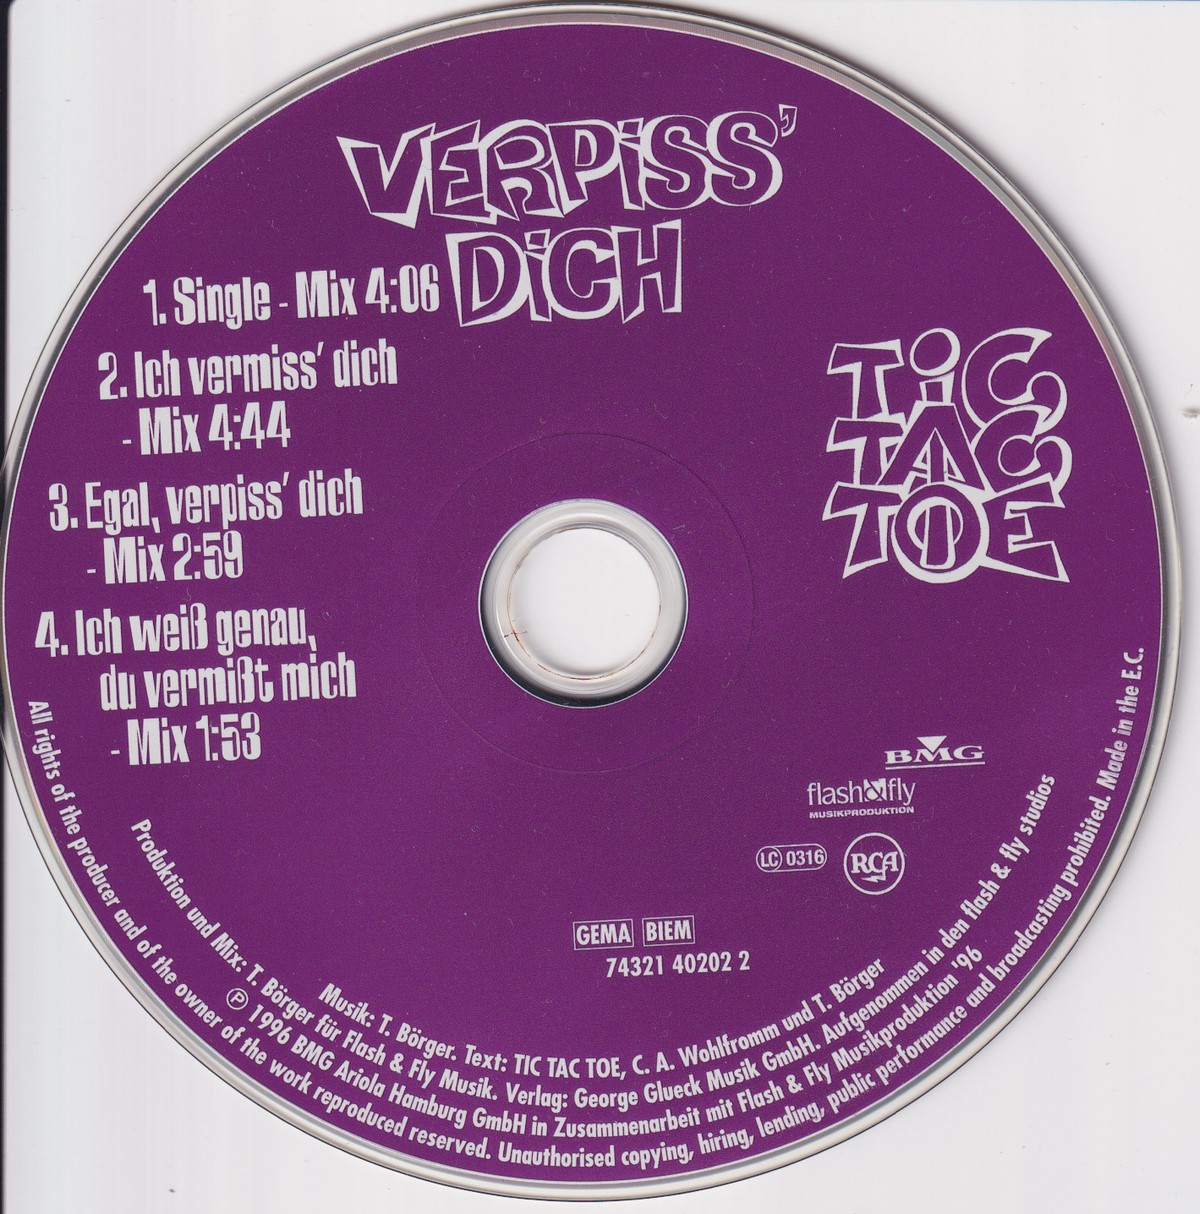 VERPiSS'
DiCH
1. Single - Mix 4:06
2. Ich vermiss' dich
- Mix 4:44
3. Egal, verpiss' dich
- Mix 2:59
4. Ich weiß genau,
du vermißt mich
- Mix 1:53
TiC
TAC
TOE
BMG
flash&fly
MUSIKPRODUKTION
LC 0316
RCA
GEMA BIEM
74321 40202 2
Musik: T. Börger. Text: TIC TAC TOE, C. A. Wohlfromm und T. Börger
Produktion und Mix: T. Börger für Flash & Fly Musik. Verlag: George Glueck Musik GmbH. Aufgenommen in den flash & fly studios
℗ 1996 BMG Ariola Hamburg GmbH in Zusammenarbeit mit Flash & Fly Musikproduktion '96
All rights of the producer and of the owner of the work reproduced reserved. Unauthorised copying, hiring, lending, public performance and broadcasting prohibited. Made in the E.C.